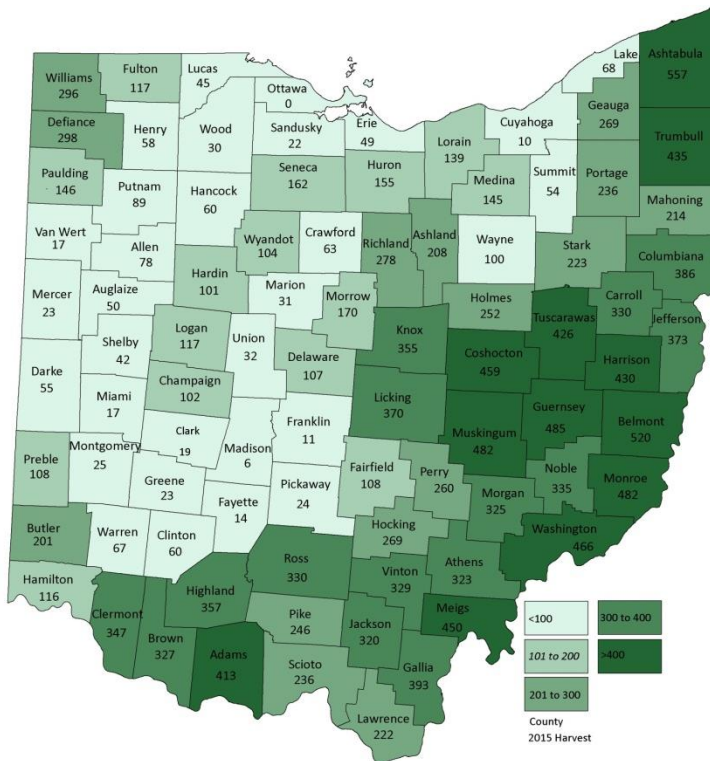 Williams
296
Fulton
117
Lucas
45
Ottawa
0
Lake
68
Ashtabula
557
Geauga
269
Defiance
298
Henry
58
Wood
30
Sandusky
22
Erie
49
Cuyahoga
10
Trumbull
435
Lorain
139
Paulding
146
Putnam
89
Hancock
60
Seneca
162
Huron
155
Medina
145
Summit
54
Portage
236
Mahoning
214
Van Wert
17
Allen
78
Wyandot
104
Crawford
63
Richland
278
Ashland
208
Wayne
100
Stark
223
Columbiana
386
Mercer
23
Auglaize
50
Hardin
101
Marion
31
Morrow
170
Holmes
252
Tuscarawas
426
Carroll
330
Jefferson
373
Shelby
42
Logan
117
Union
32
Delaware
107
Knox
355
Coshocton
459
Harrison
430
Darke
55
Miami
17
Champaign
102
Clark
19
Madison
6
Franklin
11
Licking
370
Muskingum
482
Guernsey
485
Belmont
520
Preble
108
Montgomery
25
Greene
23
Fayette
14
Pickaway
24
Fairfield
108
Perry
260
Morgan
325
Noble
335
Monroe
482
Butler
201
Warren
67
Clinton
60
Hocking
269
Washington
466
Hamilton
116
Clermont
347
Brown
327
Highland
357
Ross
330
Vinton
329
Athens
323
Meigs
450
Adams
413
Pike
246
Jackson
320
Scioto
236
Gallia
393
Lawrence
222
<100
300 to 400
101 to 200
>400
201 to 300
County
2015 Harvest